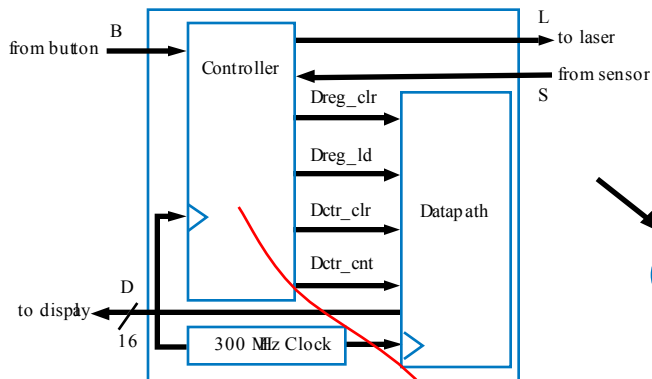 B
L
from button
to laser
Controller
from sensor
S
Dreg_clr
Dreg_ld
Dctr_clr
Datapath
Dctr_cnt
D
to display
16
300 MHz Clock